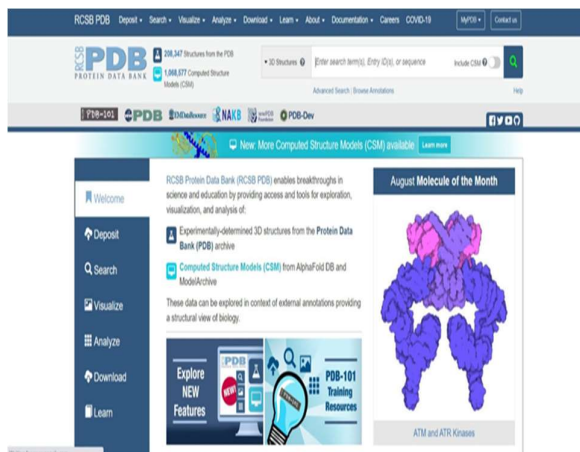 RCSB PDB Deposit Search Visualize Analyze Download Learn About Documentation Careers COVID-19 MyPDB Contact us
RCSB PDB
PROTEIN DATA BANK
208,347 Structures from the PDB
1,068,577 Computed Structure Models (CSM)
3D Structures
Enter search term(s), Entry ID(s), or sequence
Include CSM
Advanced Search | Browse Annotations
Help
PDB-101 PDB EMDataResource NAKB wwPDB Foundation PDB-Dev
New: More Computed Structure Models (CSM) available Learn more
Welcome
Deposit
Search
Visualize
Analyze
Download
Learn
RCSB Protein Data Bank (RCSB PDB) enables breakthroughs in
science and education by providing access and tools for exploration,
visualization, and analysis of:
Experimentally-determined 3D structures from the Protein Data
Bank (PDB) archive
Computed Structure Models (CSM) from AlphaFold DB and
ModelArchive
These data can be explored in context of external annotations providing
a structural view of biology.
Explore
NEW
Features
PDB
NEW!
PDB-101
Training
Resources
August Molecule of the Month
ATM and ATR Kinases